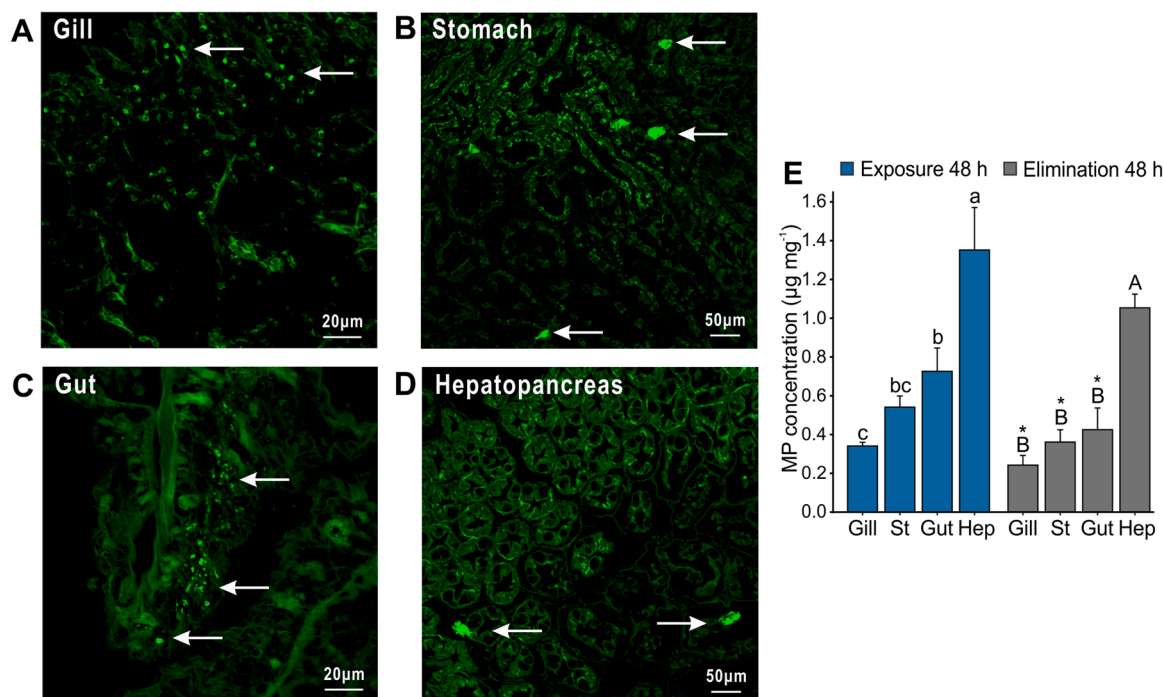 A Gill
20µm
B Stomach
50µm
C Gut
20µm
D Hepatopancreas
50µm
E Exposure 48 h Elimination 48 h
MP concentration (µg mg⁻¹)
1.6
1.4
1.2
1.0
0.8
0.6
0.4
0.2
0.0
c bc b a * B * B * B A
Gill St Gut Hep Gill St Gut Hep